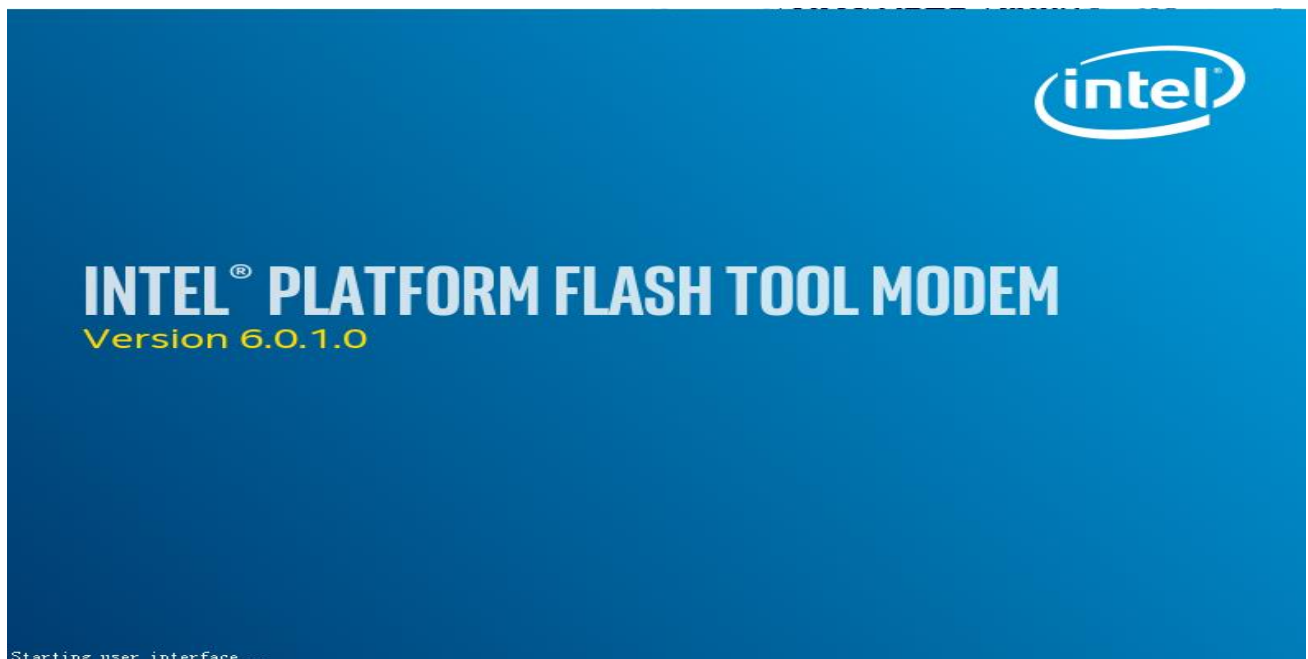 intel®
INTEL® PLATFORM FLASH TOOL MODEM
Version 6.0.1.0
Starting user interface...